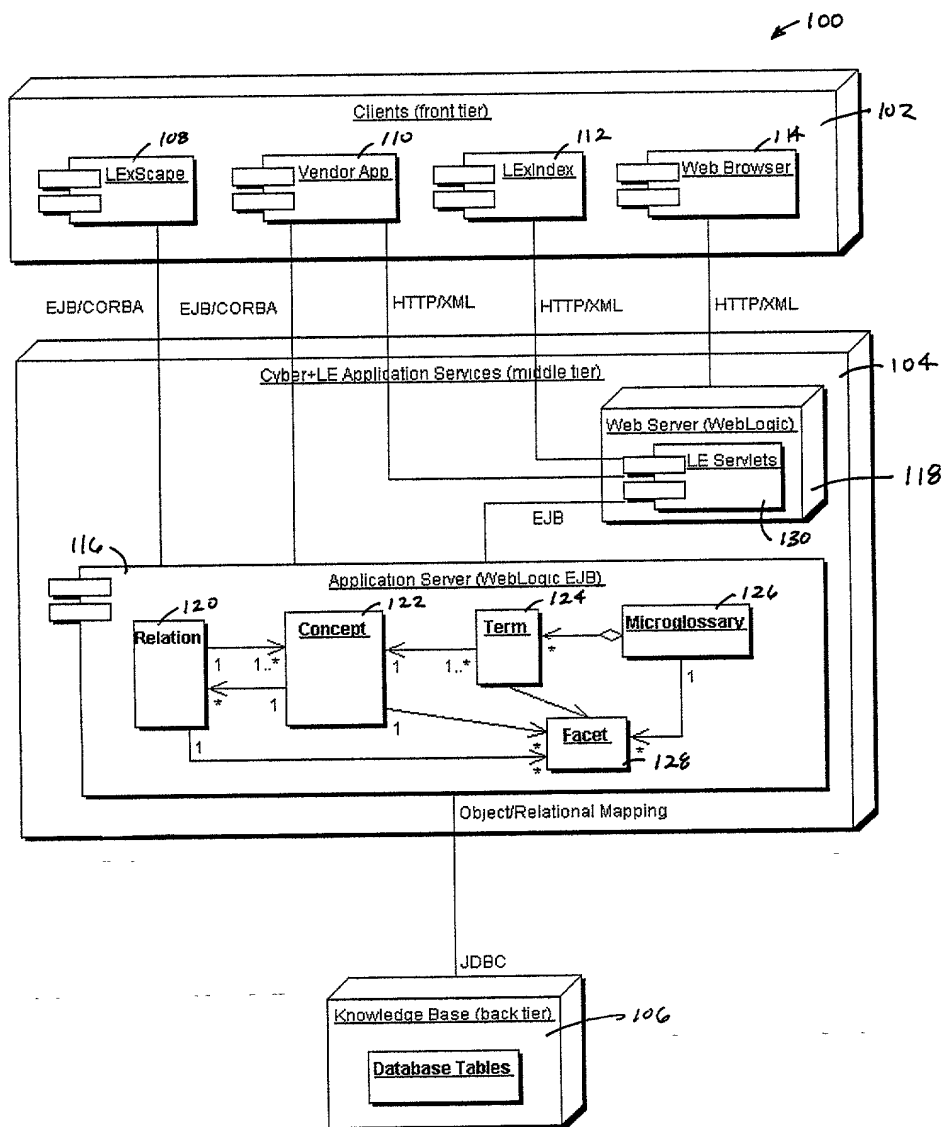 100
Clients (front tier)
102
108
110
112
114
LExScape
Vendor App
LExIndex
Web Browser
EJB/CORBA
EJB/CORBA
HTTP/XML
HTTP/XML
HTTP/XML
Cyber+LE Application Services (middle tier)
104
Web Server (WebLogic)
LE Servlets
118
EJB
130
116
Application Server (WebLogic EJB)
120
122
124
126
Relation
Concept
Term
Microglossary
1 1..* 1 1..* *
* 1 1
1 1 Facet
* *
1 * 128
Object/Relational Mapping
JDBC
Knowledge Base (back tier)
106
Database Tables